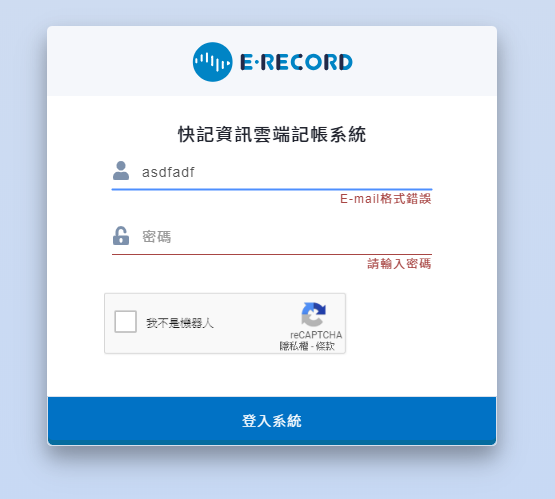 E·RECORD
快記資訊雲端記帳系統
asdfadf
E-mail格式錯誤
密碼
請輸入密碼
我不是機器人
reCAPTCHA
隱私權 - 條款
登入系統